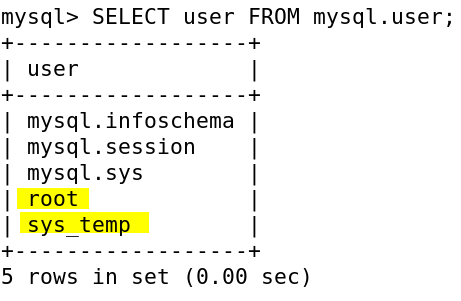 mysql> SELECT user FROM mysql.user;
+------------------+
| user             |
+------------------+
| mysql.infoschema |
| mysql.session    |
| mysql.sys        |
| root             |
| sys_temp         |
+------------------+
5 rows in set (0.00 sec)